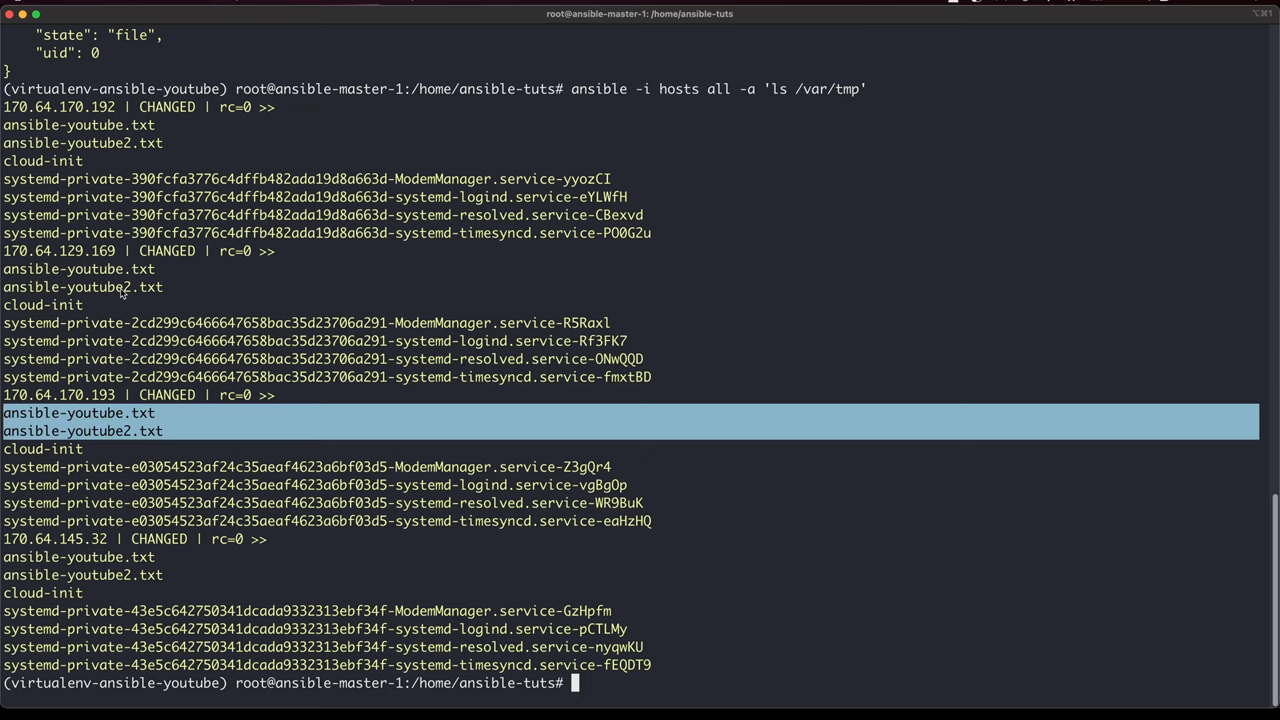 root@ansible-master-1: /home/ansible-tuts
⌥⌘1
"state": "file",
"uid": 0
}
(virtualenv-ansible-youtube) root@ansible-master-1:/home/ansible-tuts# ansible -i hosts all -a 'ls /var/tmp'
170.64.170.192 | CHANGED | rc=0 >>
ansible-youtube.txt
ansible-youtube2.txt
cloud-init
systemd-private-390fcfa3776c4dffb482ada19d8a663d-ModemManager.service-yyozCI
systemd-private-390fcfa3776c4dffb482ada19d8a663d-systemd-logind.service-eYLWfH
systemd-private-390fcfa3776c4dffb482ada19d8a663d-systemd-resolved.service-CBexvd
systemd-private-390fcfa3776c4dffb482ada19d8a663d-systemd-timesyncd.service-PO0G2u
170.64.129.169 | CHANGED | rc=0 >>
ansible-youtube.txt
ansible-youtube2.txt
cloud-init
systemd-private-2cd299c6466647658bac35d23706a291-ModemManager.service-R5Raxl
systemd-private-2cd299c6466647658bac35d23706a291-systemd-logind.service-Rf3FK7
systemd-private-2cd299c6466647658bac35d23706a291-systemd-resolved.service-ONwQQD
systemd-private-2cd299c6466647658bac35d23706a291-systemd-timesyncd.service-fmxtBD
170.64.170.193 | CHANGED | rc=0 >>
ansible-youtube.txt
ansible-youtube2.txt
cloud-init
systemd-private-e03054523af24c35aeaf4623a6bf03d5-ModemManager.service-Z3gQr4
systemd-private-e03054523af24c35aeaf4623a6bf03d5-systemd-logind.service-vgBgOp
systemd-private-e03054523af24c35aeaf4623a6bf03d5-systemd-resolved.service-WR9BuK
systemd-private-e03054523af24c35aeaf4623a6bf03d5-systemd-timesyncd.service-eaHzHQ
170.64.145.32 | CHANGED | rc=0 >>
ansible-youtube.txt
ansible-youtube2.txt
cloud-init
systemd-private-43e5c642750341dcada9332313ebf34f-ModemManager.service-GzHpfm
systemd-private-43e5c642750341dcada9332313ebf34f-systemd-logind.service-pCTLMy
systemd-private-43e5c642750341dcada9332313ebf34f-systemd-resolved.service-nyqwKU
systemd-private-43e5c642750341dcada9332313ebf34f-systemd-timesyncd.service-fEQDT9
(virtualenv-ansible-youtube) root@ansible-master-1:/home/ansible-tuts#